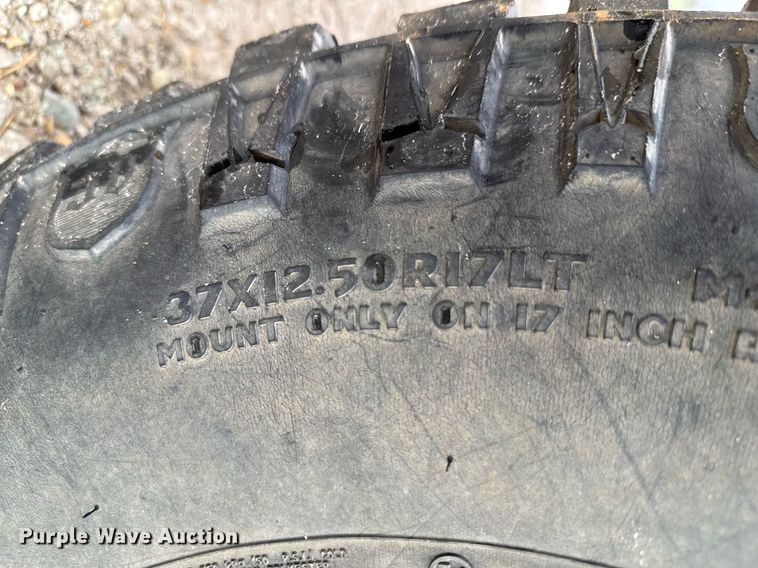 37X12.50R17LT
MOUNT ONLY ON 17 INCH
Purple Wave Auction